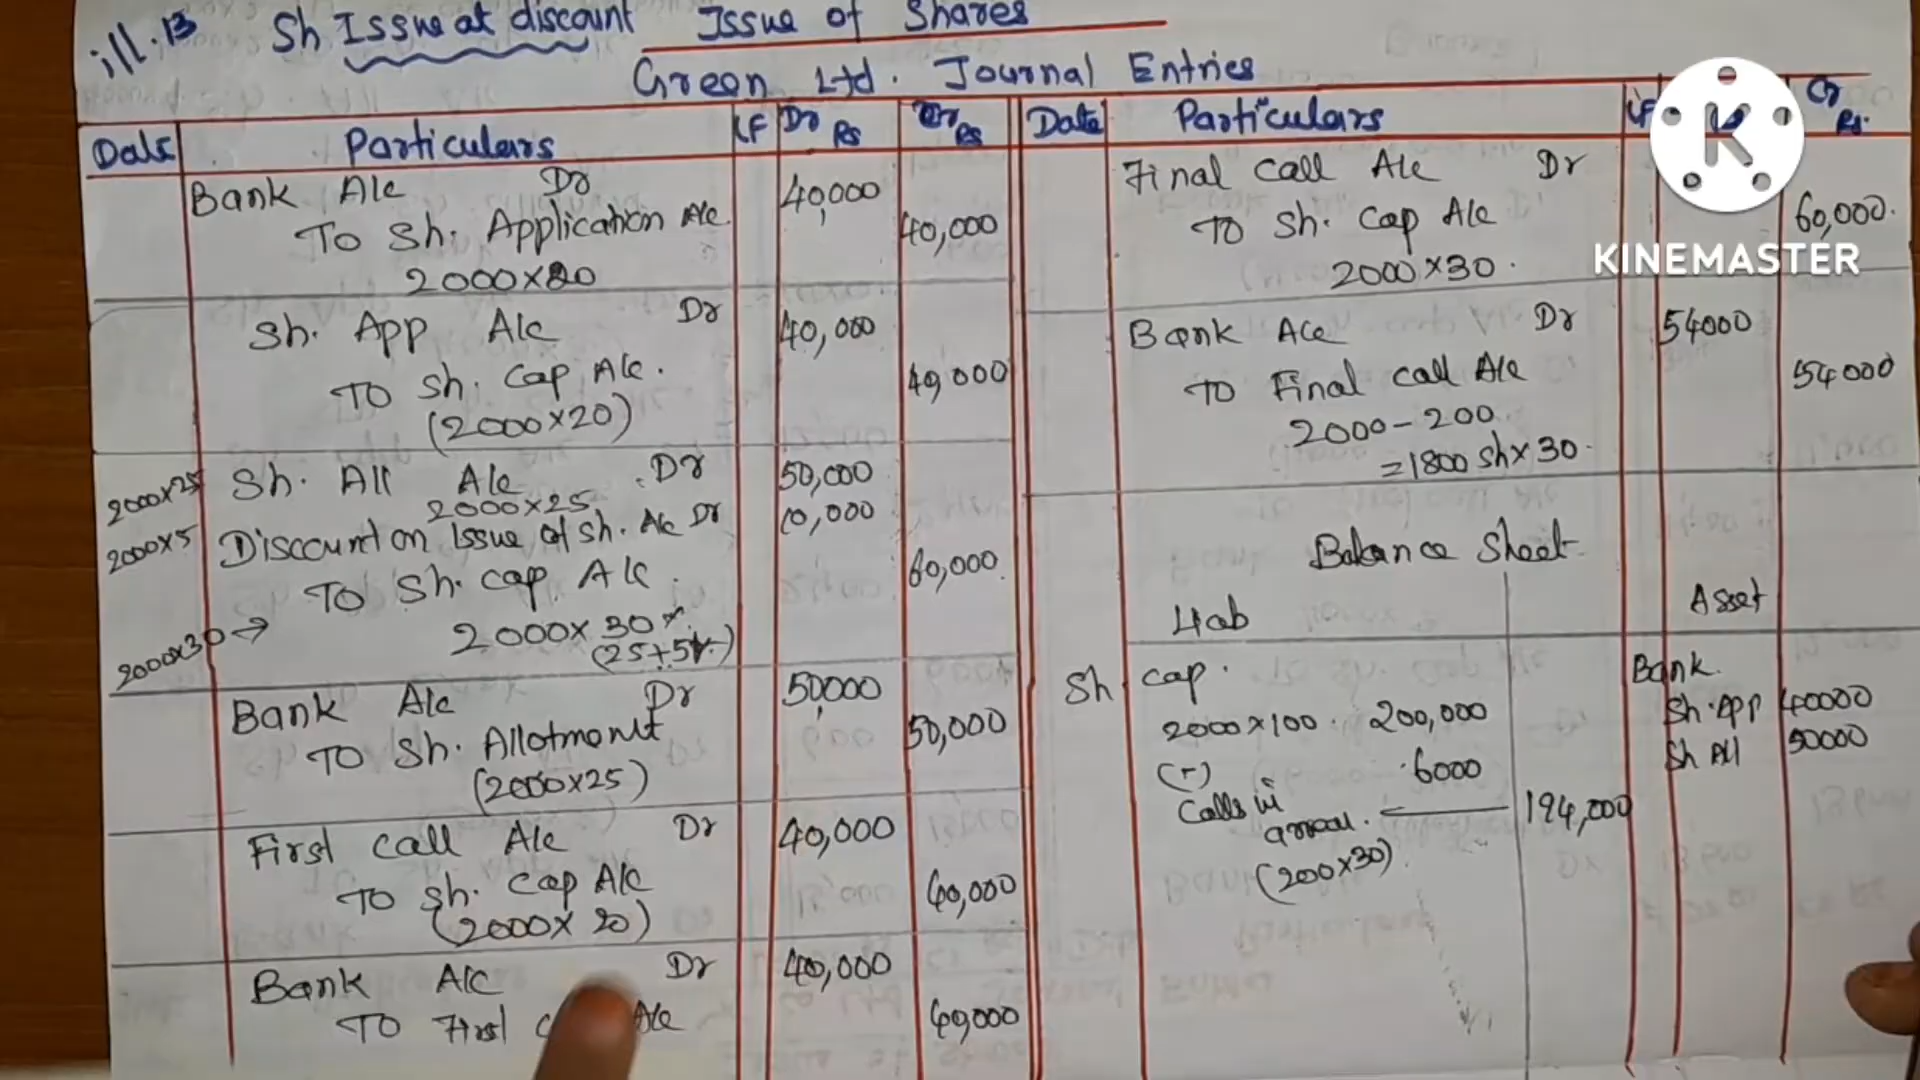 ill.13 Sh Issue at discount Issue of Shares
Green Ltd. Journal Entries
Date Particulars LF Dr Rs Cr Rs
Bank A/c Dr 40,000
To Sh. Application A/c 40,000
2000×20
Sh. App A/c Dr 40,000
To Sh. Cap A/c. 40,000
(2000×20)
2000×25 Sh. All A/c Dr 50,000
2000×25
2000×5 Discount on Issue of Sh. A/c Dr 10,000
To Sh. cap A/c 60,000
2000×30→ 2000×30
(25+5)
Bank A/c Dr 50,000
To Sh. Allotment 50,000
(2000×25)
First call A/c Dr 40,000
To Sh. Cap A/c 40,000
(2000×20)
Bank A/c Dr 40,000
To First A/c 40,000
Date Particulars LF Cr Rs.
Final Call A/c Dr
To Sh. Cap A/c 60,000.
2000×30.
Bank A/c Dr 54000
To Final call A/c 54000
2000-200
=1800 sh×30.
Balance Sheet
Liab Asset
Sh cap. Bank.
2000×100. 200,000 Sh.App 40000
(-) 6000 Sh All 50000
Calls in
arrear. 194,000
(200×30)
K
KINEMASTER